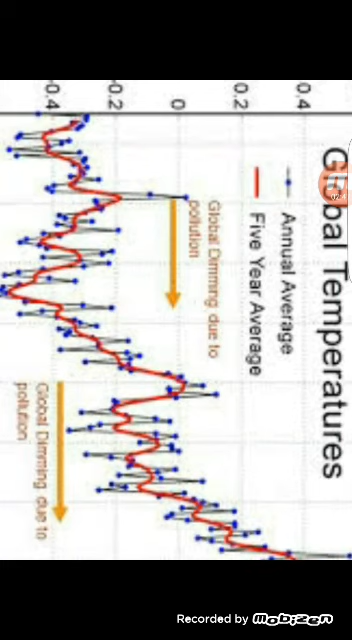 Global Temperatures
Annual Average
Five Year Average
0.4
0.2
0
-0.2
-0.4
Global Dimming due to
pollution
Global Dimming due to
pollution
Recorded by mobizen